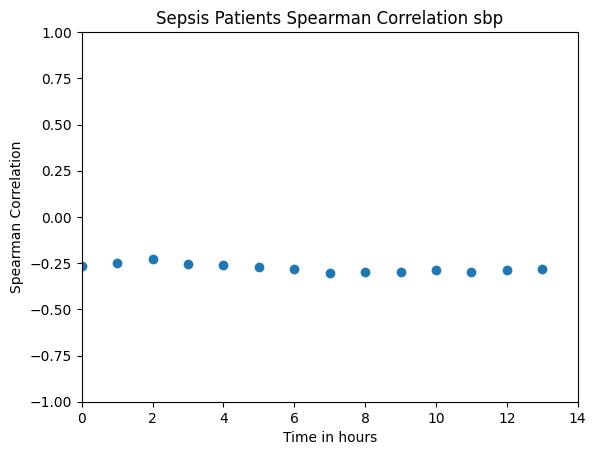 Sepsis Patients Spearman Correlation sbp
1.00
0.75
0.50
0.25
0.00
−0.25
−0.50
−0.75
−1.00
Spearman Correlation
0 2 4 6 8 10 12 14
Time in hours